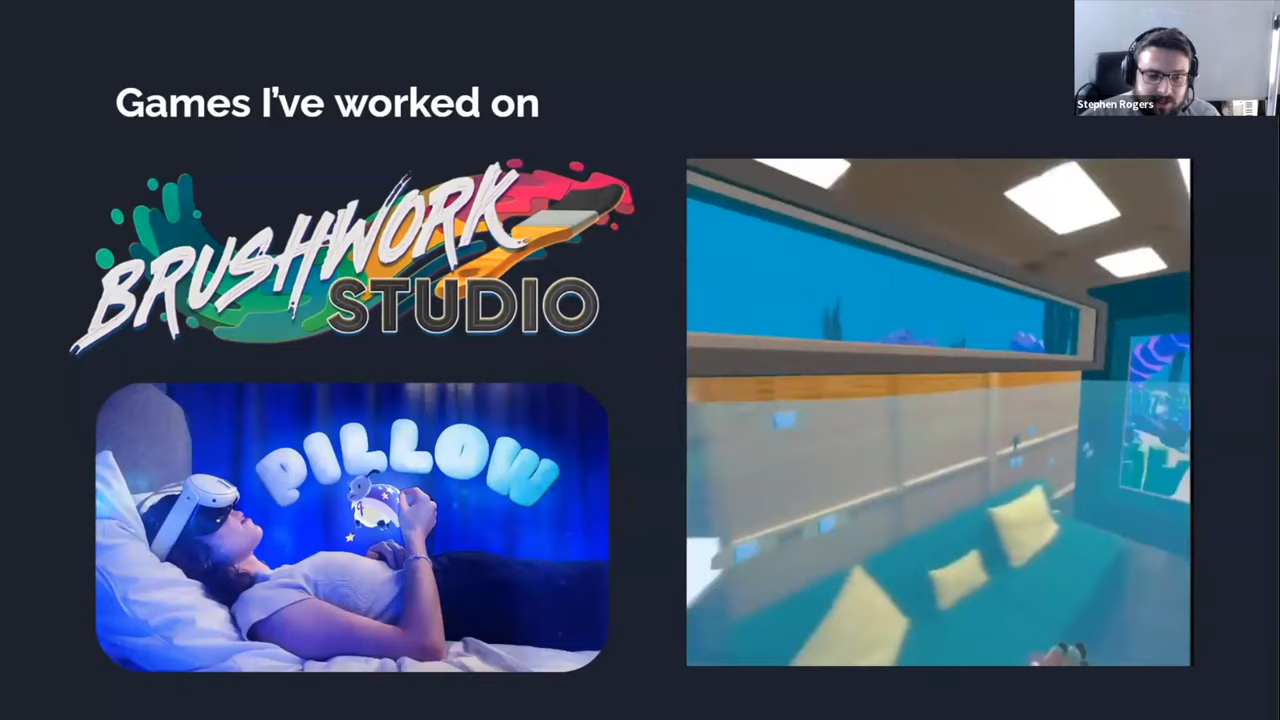 Games I've worked on
Stephen Rogers
BRUSHWORK
STUDIO
PILLOW